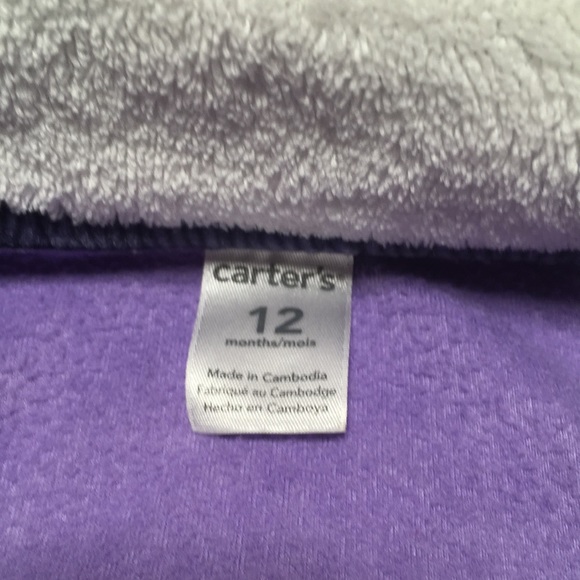 carter's
12
months/mois
Made in Cambodia
Fabriqué au Cambodge
Hecho en Camboya